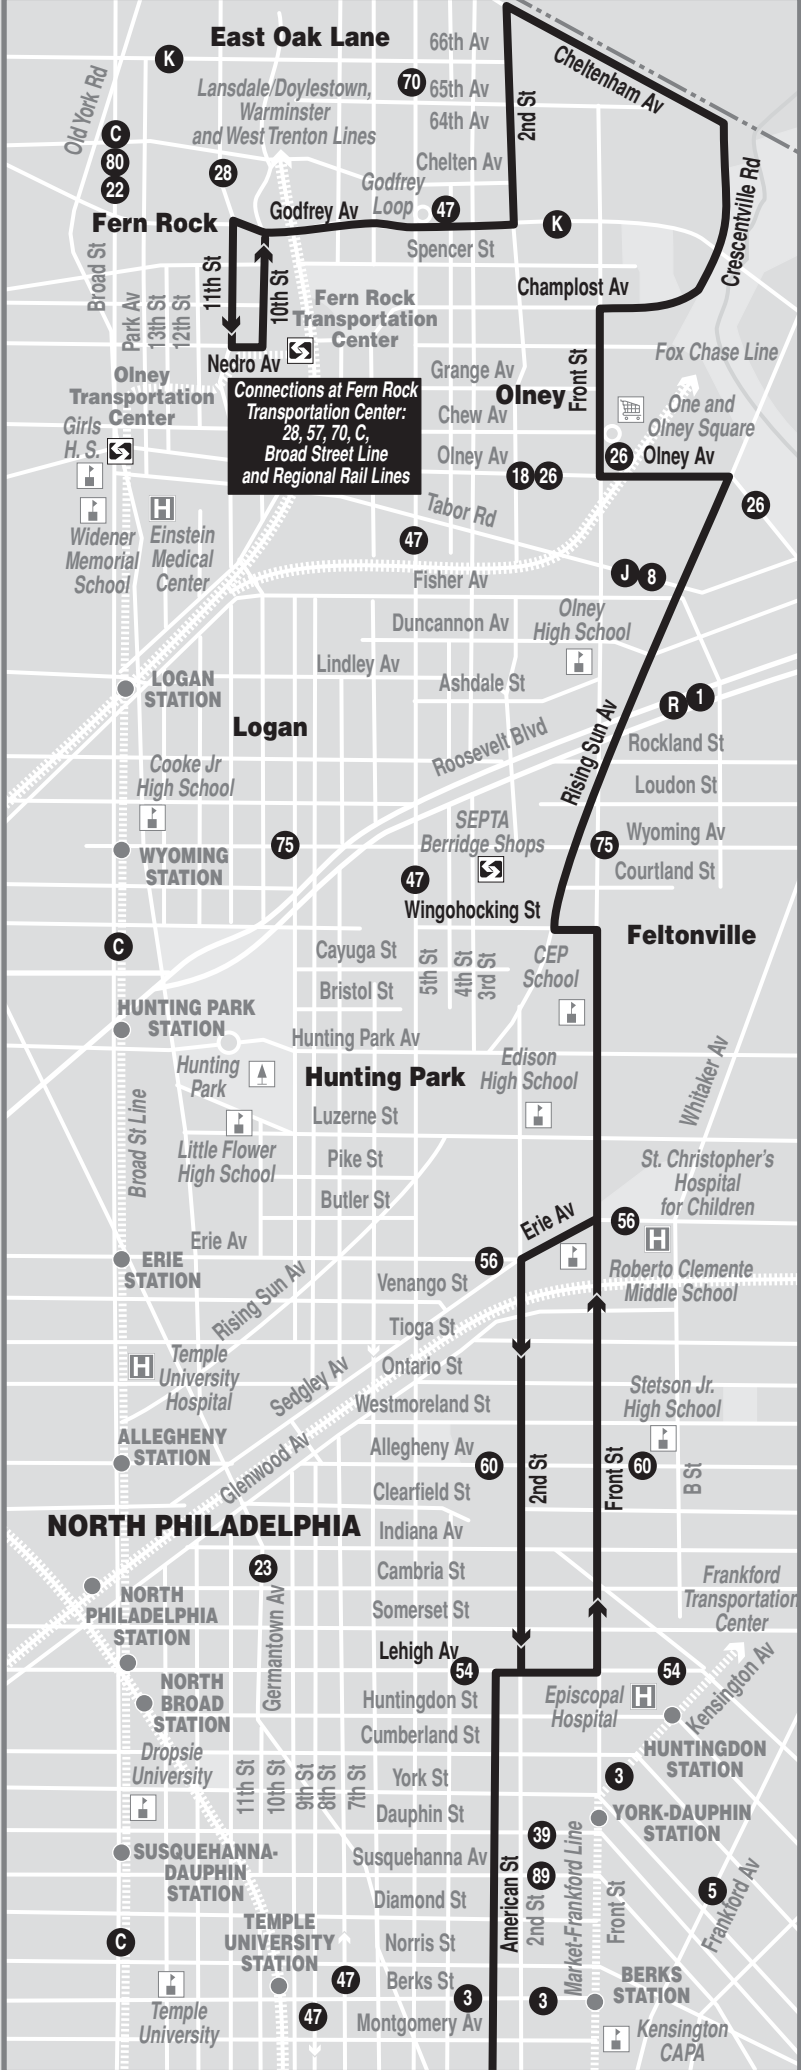 East Oak Lane
66th Av
K
Cheltenham Av
Old York Rd
Lansdale/Doylestown,
Warminster
and West Trenton Lines
70
65th Av
2nd St
C
64th Av
80
28
Chelten Av
22
Godfrey
Loop
47
Crescentville Rd
Fern Rock
Godfrey Av
K
Spencer St
Broad St
Park Av
13th St
12th St
11th St
10th St
Champlost Av
Fern Rock
Transportation
Center
Front St
Nedro Av
Fox Chase Line
Olney
Transportation
Center
Grange Av
Olney
Connections at Fern Rock
Transportation Center:
28, 57, 70, C,
Broad Street Line
and Regional Rail Lines
Chew Av
One and
Olney Square
Girls
H. S.
Olney Av
18
26
26
Olney Av
26
H
Tabor Rd
Widener
Memorial
School
Einstein
Medical
Center
47
Fisher Av
J
8
Duncannon Av
Olney
High School
Lindley Av
Ashdale St
LOGAN
STATION
R
1
Logan
Roosevelt Blvd
Rising Sun Av
Rockland St
Cooke Jr
High School
Loudon St
SEPTA
Berridge Shops
Wyoming Av
75
75
WYOMING
STATION
Courtland St
47
Wingohocking St
C
Feltonville
Cayuga St
5th St
4th St
3rd St
CEP
School
Bristol St
HUNTING PARK
STATION
Hunting Park Av
Whitaker Av
Hunting
Park
Hunting Park
Edison
High School
Broad St Line
Luzerne St
Little Flower
High School
Pike St
St. Christopher's
Hospital
for Children
Butler St
Erie Av
56
Erie Av
H
ERIE
STATION
56
Roberto Clemente
Middle School
Venango St
Rising Sun Av
Tioga St
H
Temple
University
Hospital
Sedgley Av
Ontario St
Stetson Jr.
High School
Westmoreland St
ALLEGHENY
STATION
Allegheny Av
60
2nd St
Front St
60
B St
Glenwood Av
Clearfield St
NORTH PHILADELPHIA
Indiana Av
23
Cambria St
Frankford
Transportation
Center
NORTH
PHILADELPHIA
STATION
Germantown Av
Somerset St
Lehigh Av
54
54
Kensington Av
NORTH
BROAD
STATION
Huntingdon St
Episcopal
Hospital
H
Cumberland St
HUNTINGDON
STATION
Dropsie
University
11th St
10th St
9th St
8th St
7th St
York St
3
Dauphin St
YORK-DAUPHIN
STATION
39
SUSQUEHANNA-
DAUPHIN
STATION
Susquehanna Av
American St
89
2nd St
Market-Frankford Line
Front St
5
Frankford Av
Diamond St
TEMPLE
UNIVERSITY
STATION
C
Norris St
47
Berks St
3
3
BERKS
STATION
Temple
University
47
Montgomery Av
Kensington
CAPA